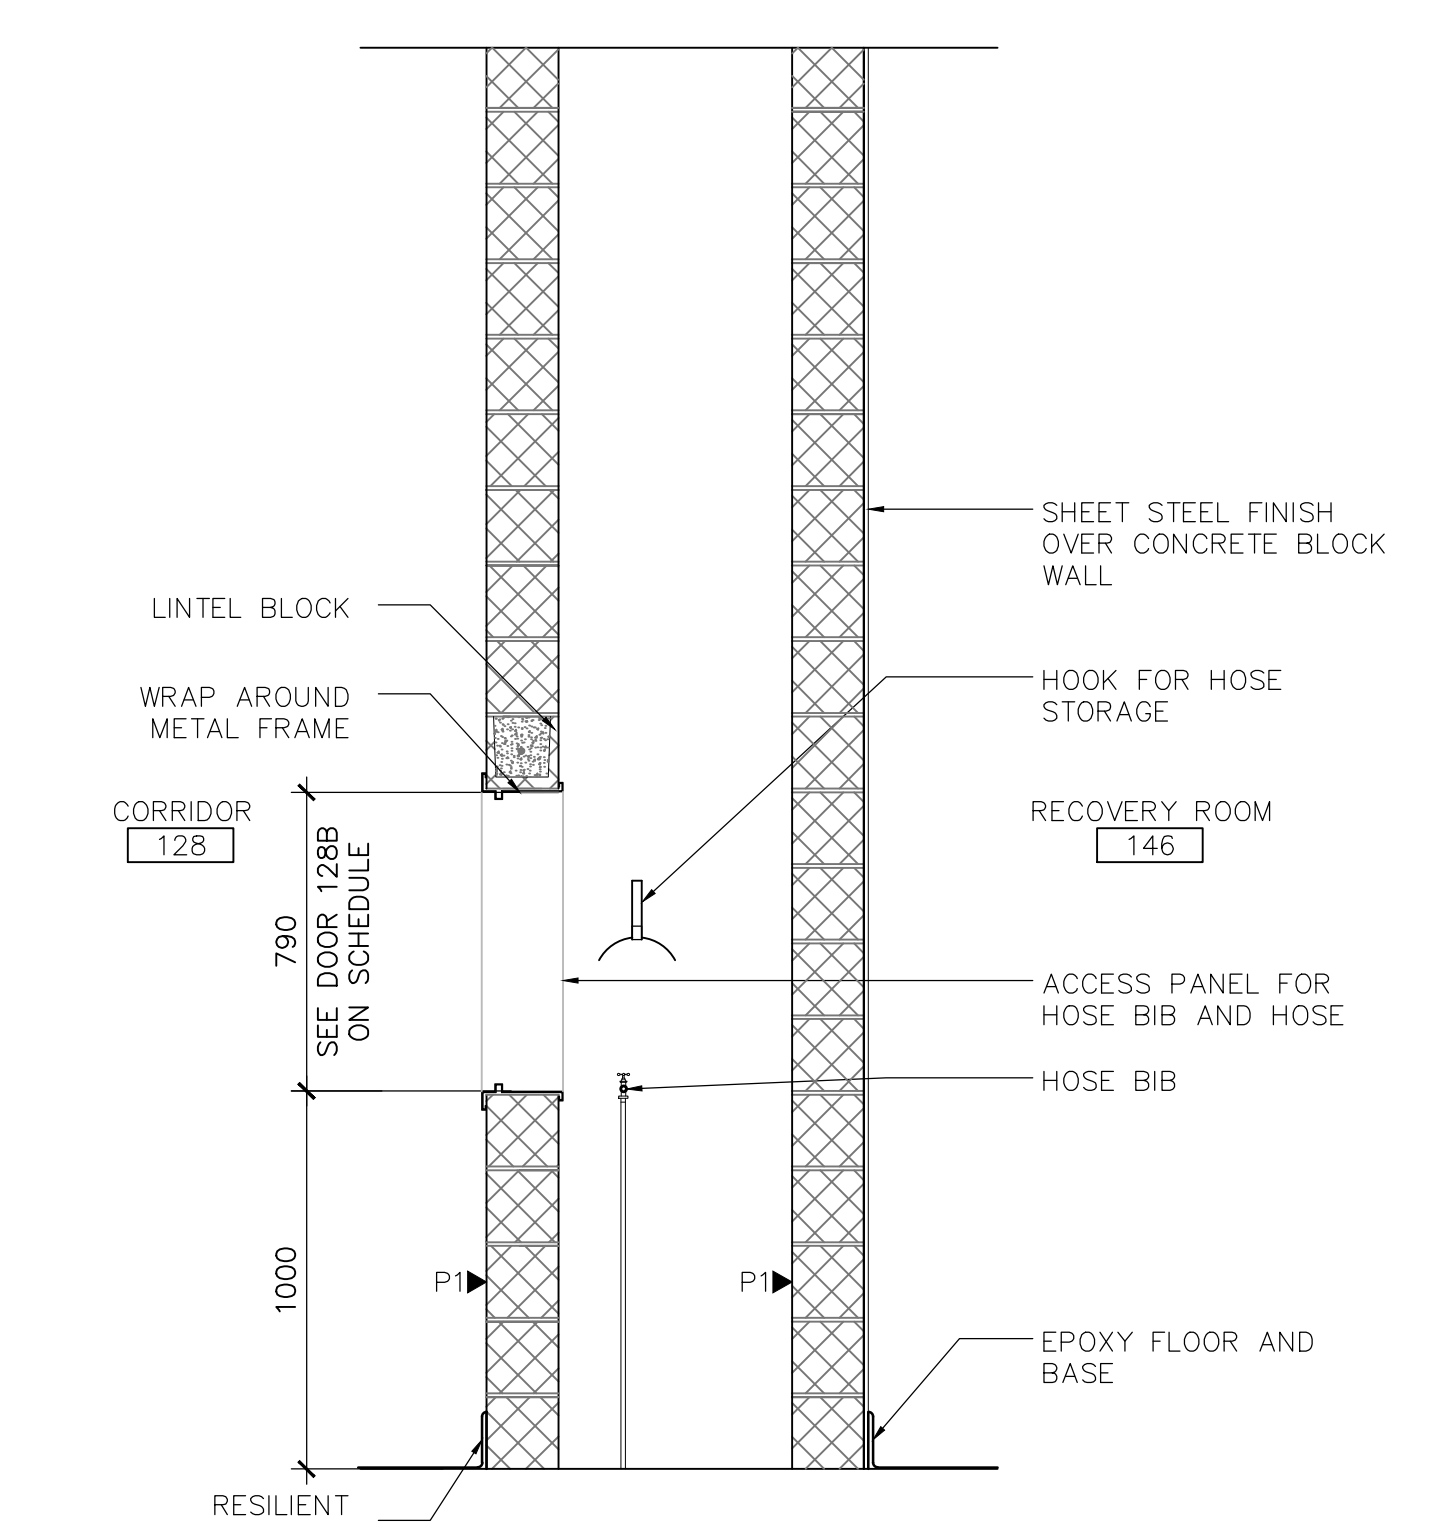 SHEET STEEL FINISH
OVER CONCRETE BLOCK
WALL
LINTEL BLOCK
WRAP AROUND
METAL FRAME
HOOK FOR HOSE
STORAGE
CORRIDOR
128
RECOVERY ROOM
146
790
SEE DOOR 128B
ON SCHEDULE
ACCESS PANEL FOR
HOSE BIB AND HOSE
HOSE BIB
1000
P1
P1
EPOXY FLOOR AND
BASE
RESILIENT